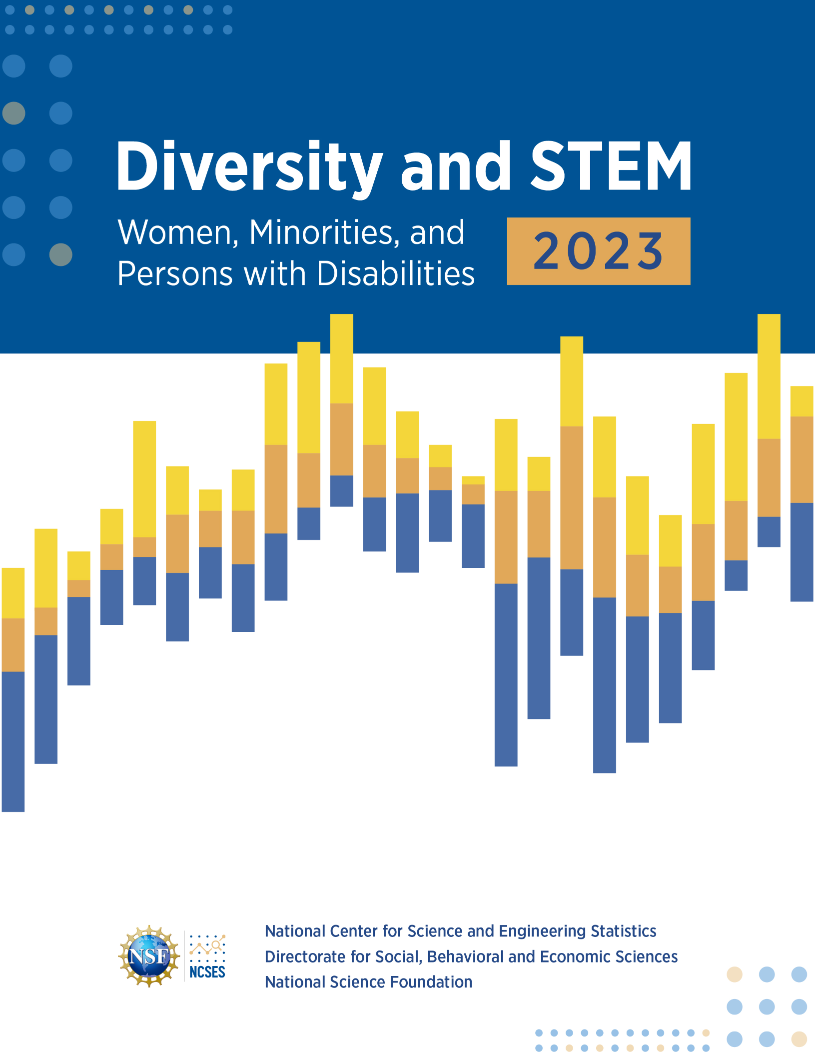 Diversity and STEM
Women, Minorities, and
Persons with Disabilities
2023
NSF
NCSES
National Center for Science and Engineering Statistics
Directorate for Social, Behavioral and Economic Sciences
National Science Foundation